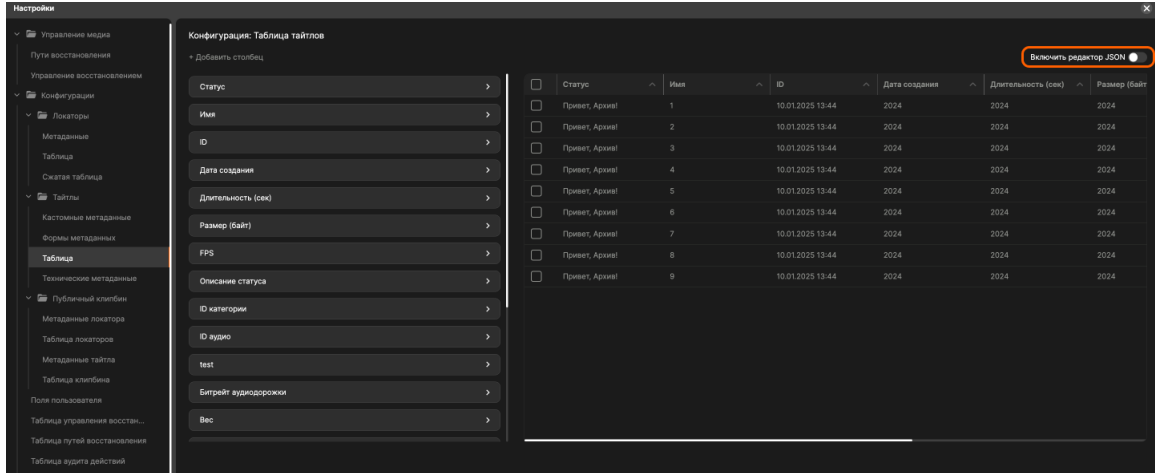 Настройки
Управление медиа
Пути восстановления
Управление восстановлением
Конфигурации
Локаторы
Метаданные
Таблица
Сжатая таблица
Тайтлы
Кастомные метаданные
Формы метаданных
Таблица
Технические метаданные
Публичный клипбин
Метаданные локатора
Таблица локаторов
Метаданные тайтла
Таблица клипбина
Поля пользователя
Таблица управления восстан...
Таблица путей восстановления
Таблица аудита действий
Конфигурация: Таблица тайтлов
+ Добавить столбец
Включить редактор JSON
Статус
Имя
ID
Дата создания
Длительность (сек)
Размер (байт)
FPS
Описание статуса
ID категории
ID аудио
test
Битрейт аудиодорожки
Вес
Статус Имя ID Дата создания Длительность (сек) Размер (байт
Привет, Архив! 1 10.01.2025 13:44 2024 2024 2024
Привет, Архив! 2 10.01.2025 13:44 2024 2024 2024
Привет, Архив! 3 10.01.2025 13:44 2024 2024 2024
Привет, Архив! 4 10.01.2025 13:44 2024 2024 2024
Привет, Архив! 5 10.01.2025 13:44 2024 2024 2024
Привет, Архив! 6 10.01.2025 13:44 2024 2024 2024
Привет, Архив! 7 10.01.2025 13:44 2024 2024 2024
Привет, Архив! 8 10.01.2025 13:44 2024 2024 2024
Привет, Архив! 9 10.01.2025 13:44 2024 2024 2024